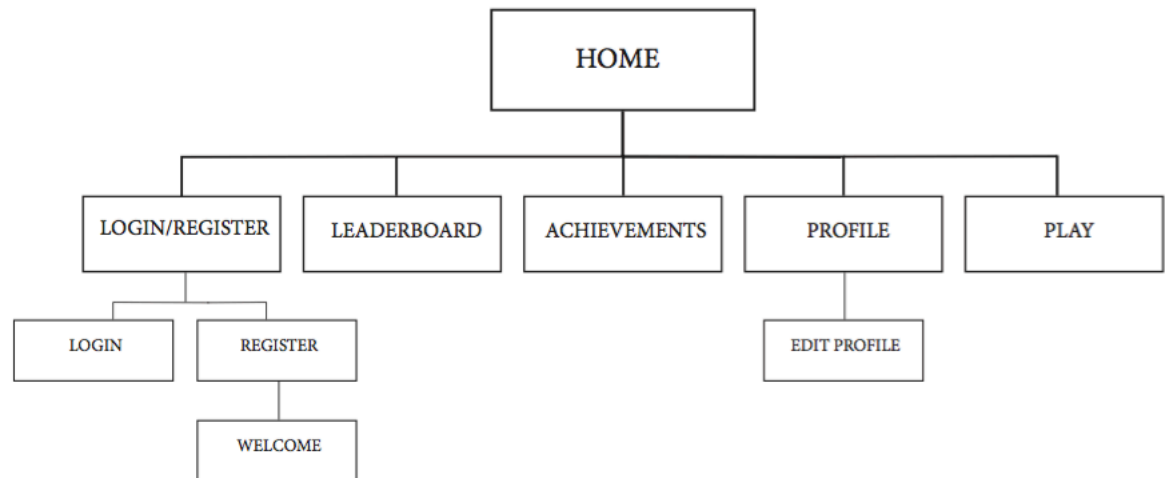 HOME
LOGIN/REGISTER
LEADERBOARD
ACHIEVEMENTS
PROFILE
PLAY
LOGIN
REGISTER
EDIT PROFILE
WELCOME